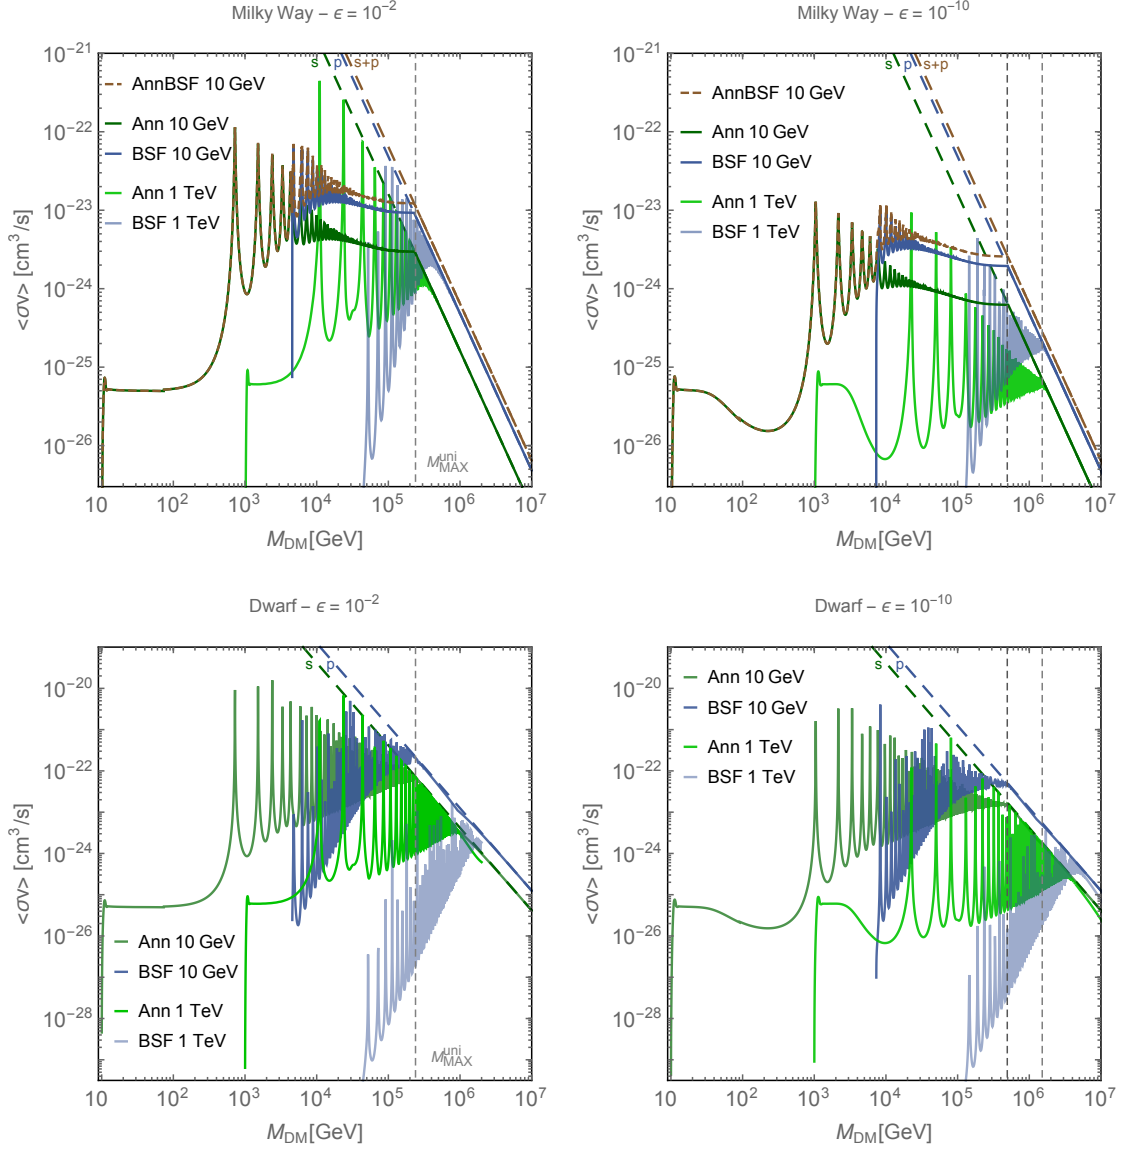 Milky Way – ϵ = 10⁻²
10⁻²¹
10⁻²²
10⁻²³
10⁻²⁴
10⁻²⁵
10⁻²⁶
<σv> [cm³/s]
s p s+p
AnnBSF 10 GeV
Ann 10 GeV
BSF 10 GeV
Ann 1 TeV
BSF 1 TeV
M_MAX^uni
10 10² 10³ 10⁴ 10⁵ 10⁶ 10⁷
M_DM[GeV]
Milky Way – ϵ = 10⁻¹⁰
10⁻²¹
10⁻²²
10⁻²³
10⁻²⁴
10⁻²⁵
10⁻²⁶
<σv> [cm³/s]
s p s+p
AnnBSF 10 GeV
Ann 10 GeV
BSF 10 GeV
Ann 1 TeV
BSF 1 TeV
10 10² 10³ 10⁴ 10⁵ 10⁶ 10⁷
M_DM[GeV]
Dwarf – ϵ = 10⁻²
10⁻²⁰
10⁻²²
10⁻²⁴
10⁻²⁶
10⁻²⁸
<σv> [cm³/s]
s p
Ann 10 GeV
BSF 10 GeV
Ann 1 TeV
BSF 1 TeV
M_MAX^uni
10 10² 10³ 10⁴ 10⁵ 10⁶ 10⁷
M_DM[GeV]
Dwarf – ϵ = 10⁻¹⁰
10⁻²⁰
10⁻²²
10⁻²⁴
10⁻²⁶
10⁻²⁸
<σv> [cm³/s]
s p
Ann 10 GeV
BSF 10 GeV
Ann 1 TeV
BSF 1 TeV
10 10² 10³ 10⁴ 10⁵ 10⁶ 10⁷
M_DM[GeV]